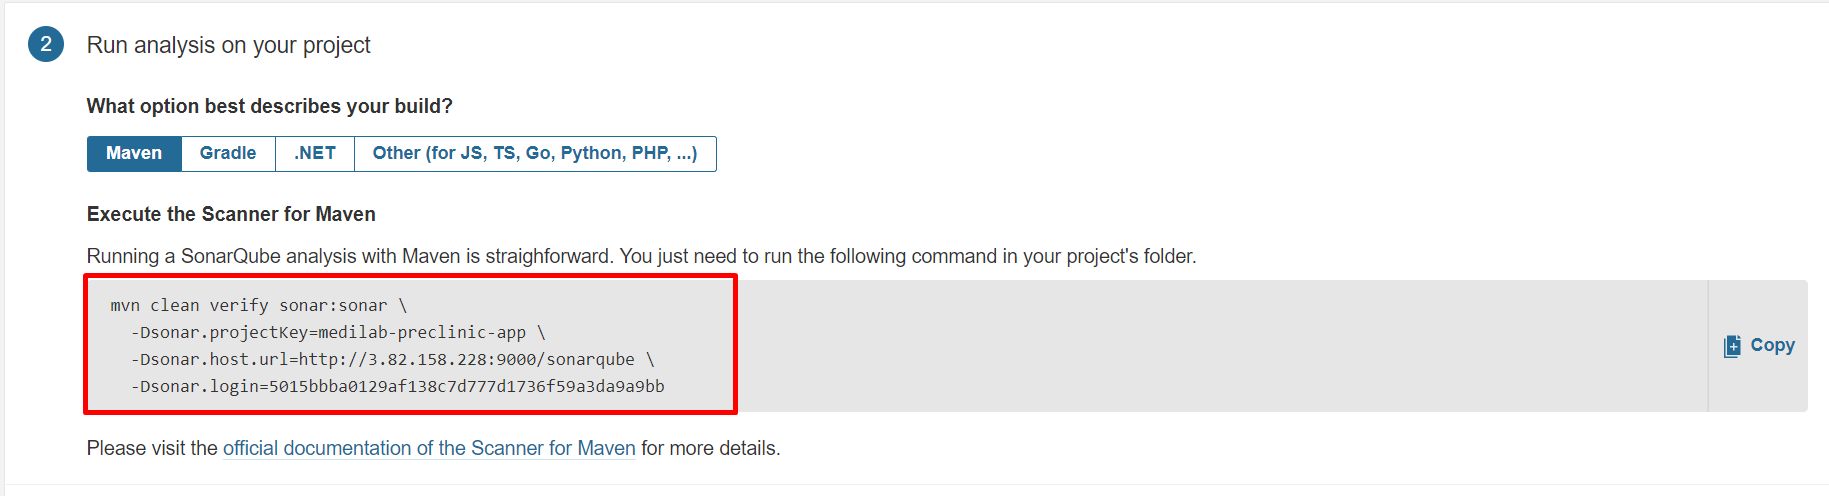 2 Run analysis on your project
What option best describes your build?
Maven Gradle .NET Other (for JS, TS, Go, Python, PHP, ...)
Execute the Scanner for Maven
Running a SonarQube analysis with Maven is straighforward. You just need to run the following command in your project's folder.
mvn clean verify sonar:sonar \
-Dsonar.projectKey=medilab-preclinic-app \
-Dsonar.host.url=http://3.82.158.228:9000/sonarqube \
-Dsonar.login=5015bbba0129af138c7d777d1736f59a3da9a9bb
Copy
Please visit the official documentation of the Scanner for Maven for more details.